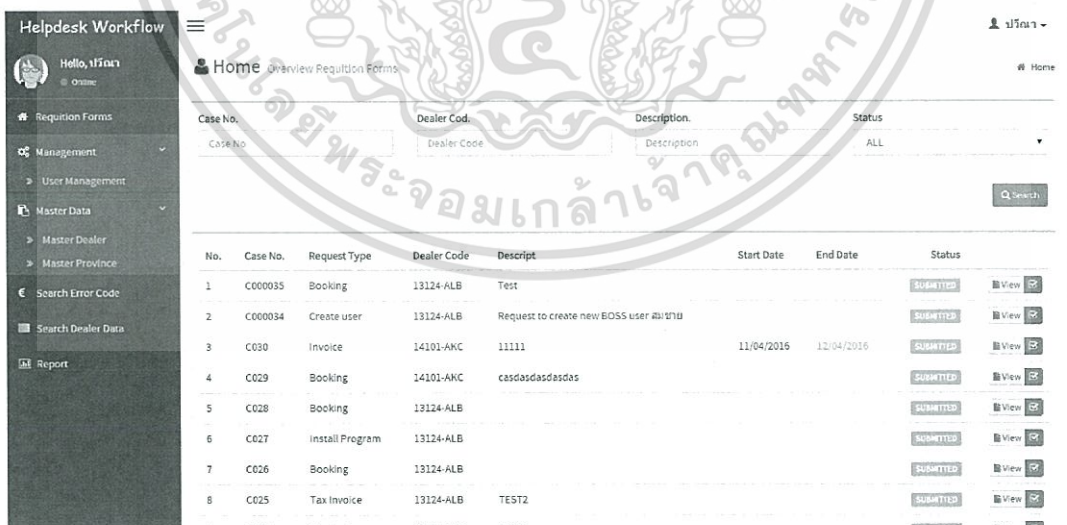 Helpdesk Workflow
ปวีณา
Hello, ปวีณา
Online
Home Overview Requition Forms
Home
Requition Forms
Management
User Management
Master Data
Master Dealer
Master Province
Search Error Code
Search Dealer Data
Report
Case No. Dealer Cod. Description. Status
Case No Dealer Code Description ALL
Search
No. Case No. Request Type Dealer Code Descript Start Date End Date Status
1 C000035 Booking 13124-ALB Test SUBMITTED View
2 C000034 Create user 13124-ALB Request to create new BOSS user สมชาย SUBMITTED View
3 C030 Invoice 14101-AKC 11111 11/04/2016 12/04/2016 SUBMITTED View
4 C029 Booking 14101-AKC casdasdasdasdas SUBMITTED View
5 C028 Booking 13124-ALB SUBMITTED View
6 C027 Install Program 13124-ALB SUBMITTED View
7 C026 Booking 13124-ALB SUBMITTED View
8 C025 Tax Invoice 13124-ALB TEST2 SUBMITTED View